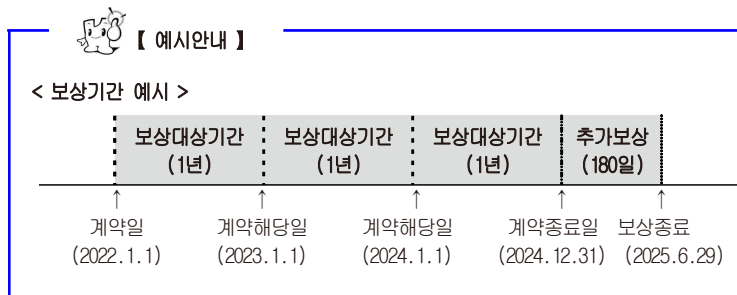 【 예시안내 】
< 보상기간 예시 >
보상대상기간 보상대상기간 보상대상기간 추가보상
(1년) (1년) (1년) (180일)
↑ ↑ ↑ ↑ ↑
계약일 계약해당일 계약해당일 계약종료일 보상종료
(2022.1.1) (2023.1.1) (2024.1.1) (2024.12.31) (2025.6.29)